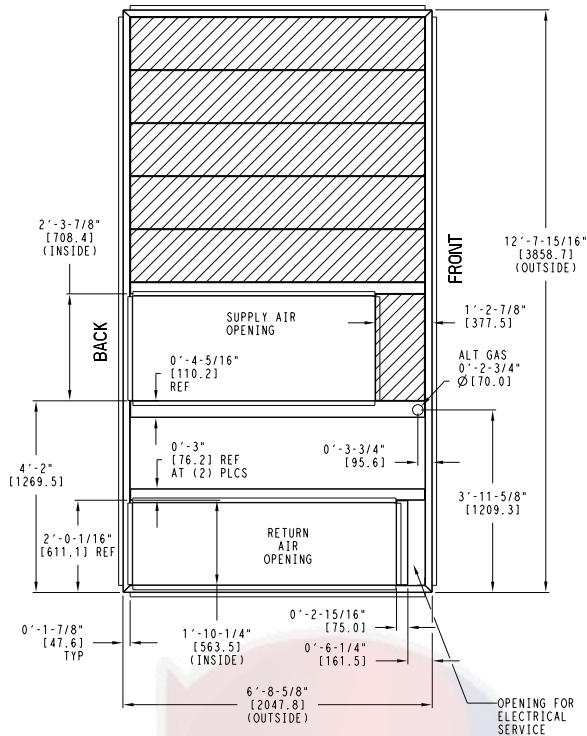 2'-3-7/8"
[708.4]
(INSIDE)
12'-7-15/16"
[3858.7]
(OUTSIDE)
FRONT
BACK
SUPPLY AIR
OPENING
1'-2-7/8"
[377.5]
0'-4-5/16"
[110.2]
REF
ALT GAS
0'-2-3/4"
Ø[70.0]
0'-3"
[76.2] REF
AT (2) PLCS
0'-3-3/4"
[95.6]
4'-2"
[1269.5]
3'-11-5/8"
[1209.3]
2'-0-1/16"
[611.1] REF
RETURN
AIR
OPENING
0'-1-7/8"
[47.6]
TYP
1'-10-1/4"
[563.5]
(INSIDE)
0'-2-15/16"
[75.0]
0'-6-1/4"
[161.5]
6'-8-5/8"
[2047.8]
(OUTSIDE)
OPENING FOR
ELECTRICAL
SERVICE